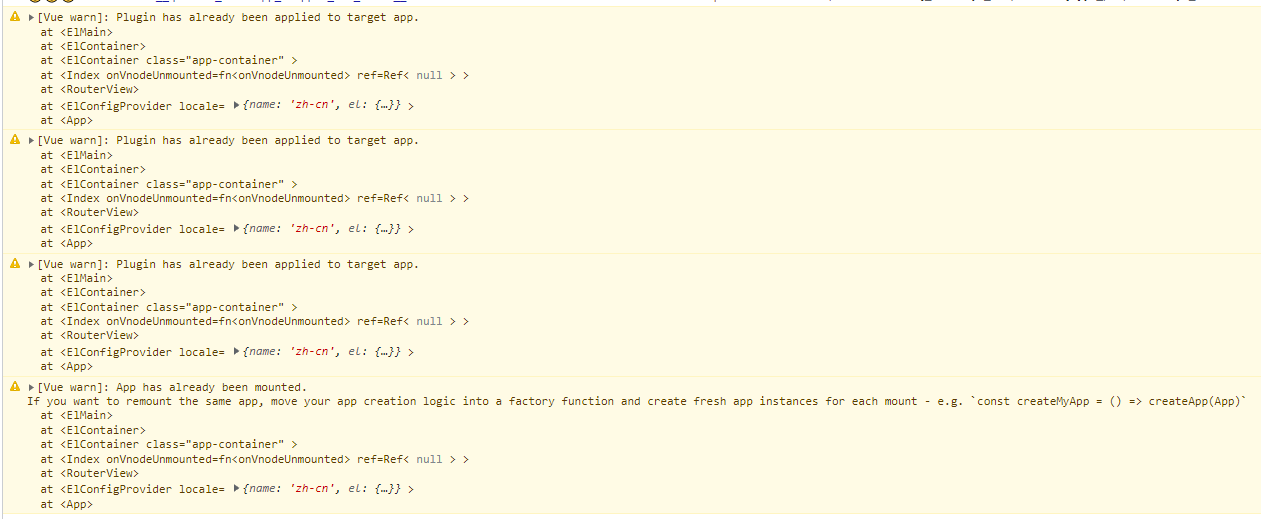 [Vue warn]: Plugin has already been applied to target app.
at <ElMain>
at <ElContainer>
at <ElContainer class="app-container" >
at <Index onVnodeUnmounted=fn<onVnodeUnmounted> ref=Ref< null > >
at <RouterView>
at <ElConfigProvider locale= ▶{name: 'zh-cn', el: {…}} >
at <App>
[Vue warn]: Plugin has already been applied to target app.
at <ElMain>
at <ElContainer>
at <ElContainer class="app-container" >
at <Index onVnodeUnmounted=fn<onVnodeUnmounted> ref=Ref< null > >
at <RouterView>
at <ElConfigProvider locale= ▶{name: 'zh-cn', el: {…}} >
at <App>
[Vue warn]: Plugin has already been applied to target app.
at <ElMain>
at <ElContainer>
at <ElContainer class="app-container" >
at <Index onVnodeUnmounted=fn<onVnodeUnmounted> ref=Ref< null > >
at <RouterView>
at <ElConfigProvider locale= ▶{name: 'zh-cn', el: {…}} >
at <App>
[Vue warn]: App has already been mounted.
If you want to remount the same app, move your app creation logic into a factory function and create fresh app instances for each mount - e.g. `const createMyApp = () => createApp(App)`
at <ElMain>
at <ElContainer>
at <ElContainer class="app-container" >
at <Index onVnodeUnmounted=fn<onVnodeUnmounted> ref=Ref< null > >
at <RouterView>
at <ElConfigProvider locale= ▶{name: 'zh-cn', el: {…}} >
at <App>